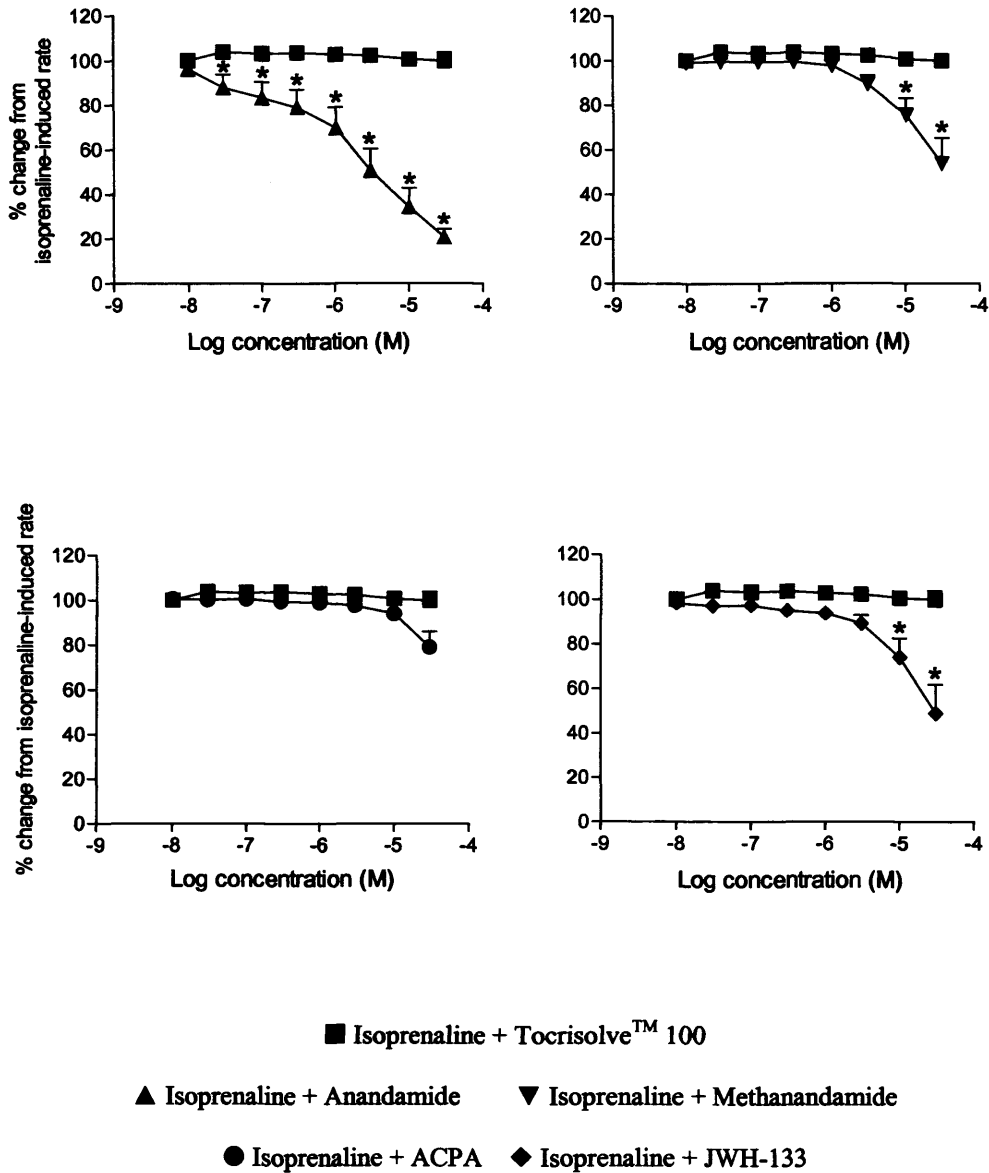 120
100
80
60
40
20
0
% change from
isoprenaline-induced rate
* * * * * * *
-9 -8 -7 -6 -5 -4
Log concentration (M)
120
100
80
60
40
20
0
* *
-9 -8 -7 -6 -5 -4
Log concentration (M)
120
100
80
60
40
20
0
% change from isoprenaline-induced rate
-9 -8 -7 -6 -5 -4
Log concentration (M)
120
100
80
60
40
20
0
* *
-9 -8 -7 -6 -5 -4
Log concentration (M)
Isoprenaline + Tocrisolve™ 100
Isoprenaline + Anandamide Isoprenaline + Methanandamide
Isoprenaline + ACPA Isoprenaline + JWH-133